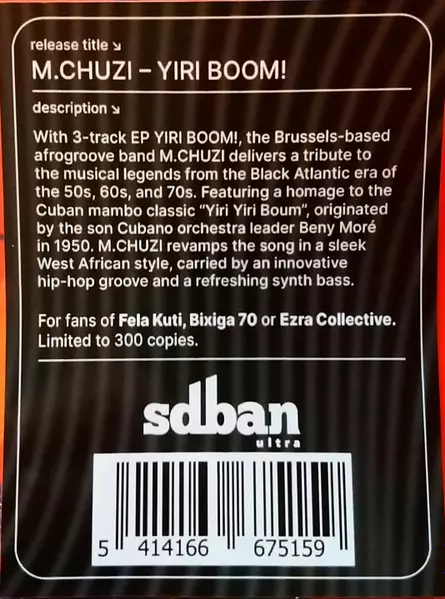 release title ↘
M.CHUZI – YIRI BOOM!
description ↘
With 3-track EP YIRI BOOM!, the Brussels-based
afrogroove band M.CHUZI delivers a tribute to
the musical legends from the Black Atlantic era of
the 50s, 60s, and 70s. Featuring a homage to the
Cuban mambo classic “Yiri Yiri Boum”, originated
by the son Cubano orchestra leader Beny Moré
in 1950. M.CHUZI revamps the song in a sleek
West African style, carried by an innovative
hip-hop groove and a refreshing synth bass.
For fans of Fela Kuti, Bixiga 70 or Ezra Collective.
Limited to 300 copies.
sdban
ultra
5 414166 675159